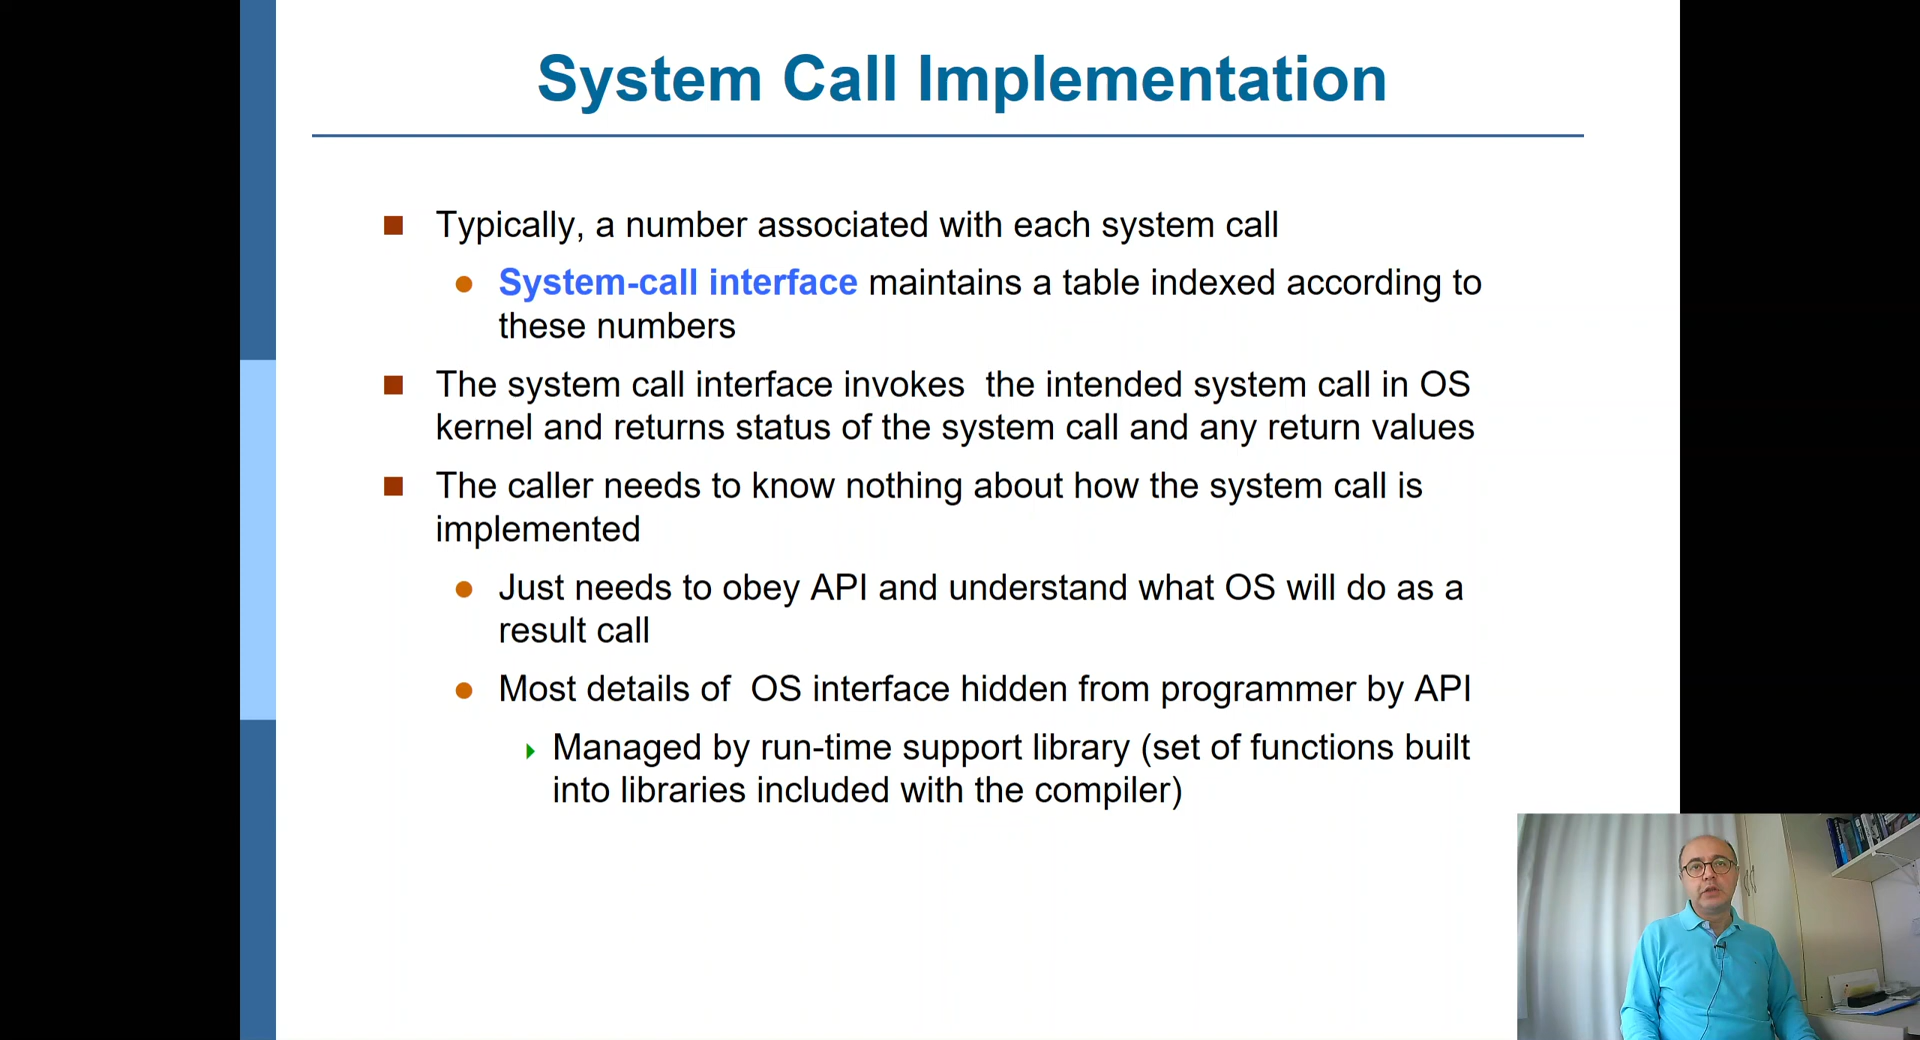 System Call Implementation
Typically, a number associated with each system call
System-call interface maintains a table indexed according to
these numbers
The system call interface invokes  the intended system call in OS
kernel and returns status of the system call and any return values
The caller needs to know nothing about how the system call is
implemented
Just needs to obey API and understand what OS will do as a
result call
Most details of  OS interface hidden from programmer by API
Managed by run-time support library (set of functions built
into libraries included with the compiler)